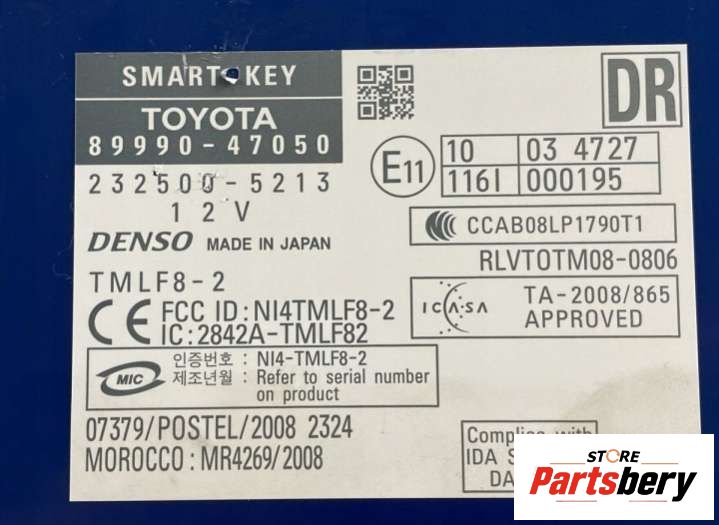 SMART KEY
TOYOTA
89990-47050
232500-5213
12V
DENSO MADE IN JAPAN
TMLF8-2
CE FCC ID:NI4TMLF8-2
IC:2842A-TMLF82
MIC 인증번호 : NI4-TMLF8-2
제조년월 : Refer to serial number
on product
07379/POSTEL/2008 2324
MOROCCO:MR4269/2008
DR
E11
10 03 4727
116I 000195
CCAB08LP1790T1
RLVTOTM08-0806
ICASA TA-2008/865
APPROVED
Complies with
IDA S
DA
STORE
Partsbery